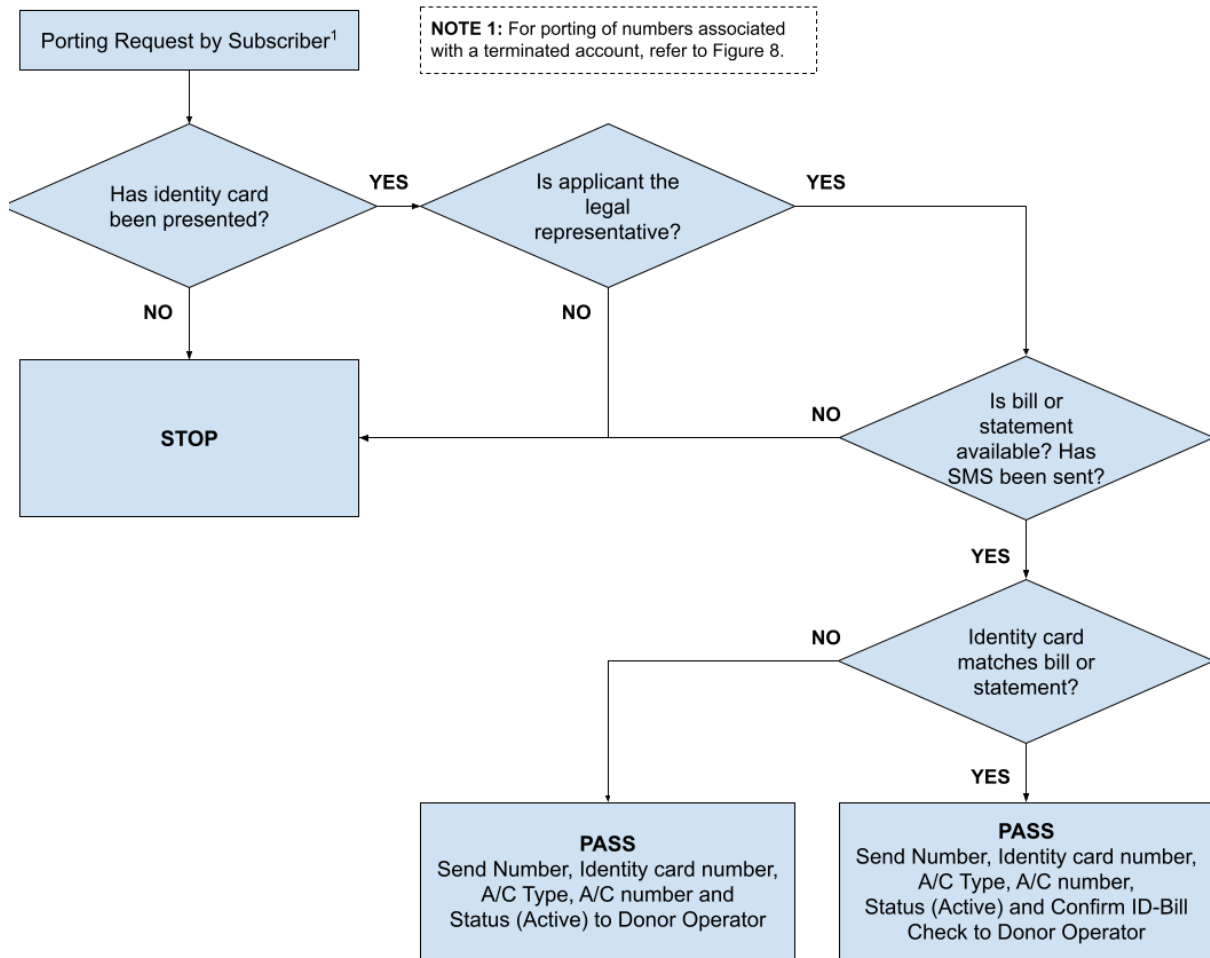 Porting Request by Subscriber¹
NOTE 1: For porting of numbers associated
with a terminated account, refer to Figure 8.
Has identity card
been presented?
YES
Is applicant the
legal
representative?
YES
NO
NO
STOP
NO
Is bill or
statement
available? Has
SMS been sent?
YES
NO
Identity card
matches bill or
statement?
YES
PASS
Send Number, Identity card number,
A/C Type, A/C number and
Status (Active) to Donor Operator
PASS
Send Number, Identity card number,
A/C Type, A/C number,
Status (Active) and Confirm ID-Bill
Check to Donor Operator